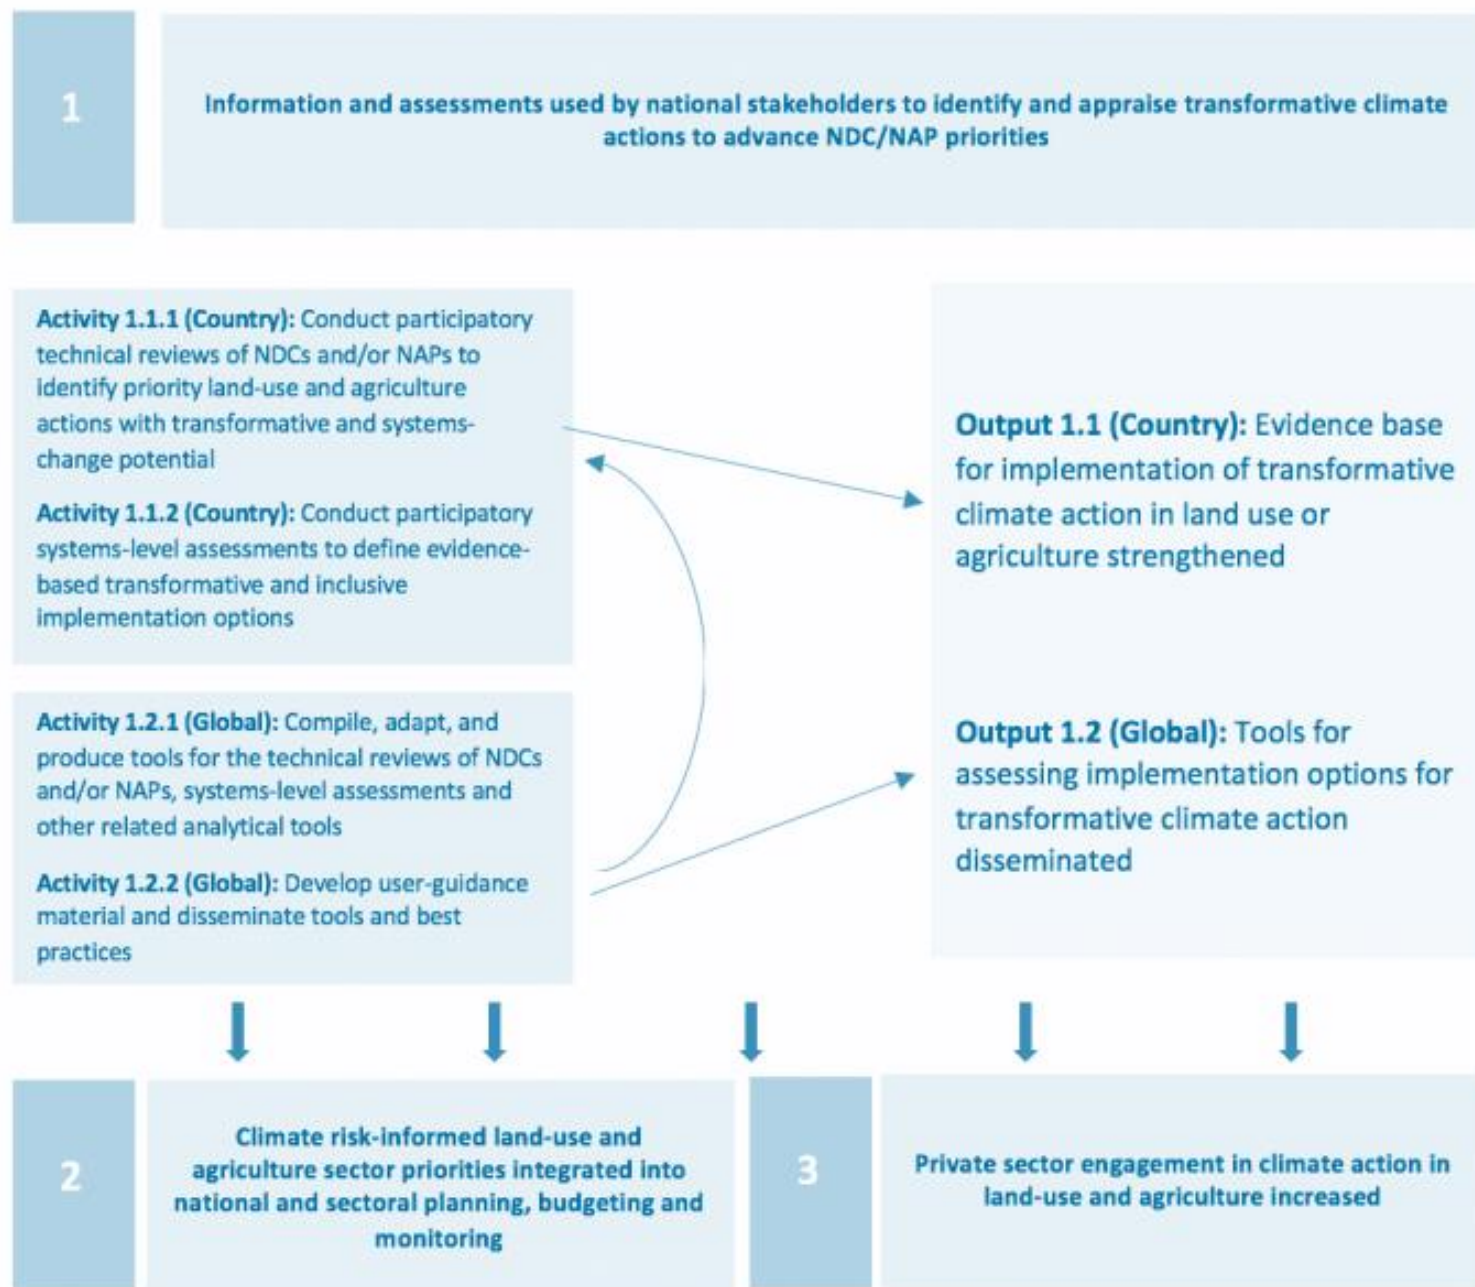 1
Information and assessments used by national stakeholders to identify and appraise transformative climate
actions to advance NDC/NAP priorities
Activity 1.1.1 (Country): Conduct participatory
technical reviews of NDCs and/or NAPs to
identify priority land-use and agriculture
actions with transformative and systems-
change potential
Activity 1.1.2 (Country): Conduct participatory
systems-level assessments to define evidence-
based transformative and inclusive
implementation options
Activity 1.2.1 (Global): Compile, adapt, and
produce tools for the technical reviews of NDCs
and/or NAPs, systems-level assessments and
other related analytical tools
Activity 1.2.2 (Global): Develop user-guidance
material and disseminate tools and best
practices
Output 1.1 (Country): Evidence base
for implementation of transformative
climate action in land use or
agriculture strengthened
Output 1.2 (Global): Tools for
assessing implementation options for
transformative climate action
disseminated
2
Climate risk-informed land-use and
agriculture sector priorities integrated into
national and sectoral planning, budgeting and
monitoring
3
Private sector engagement in climate action in
land-use and agriculture increased